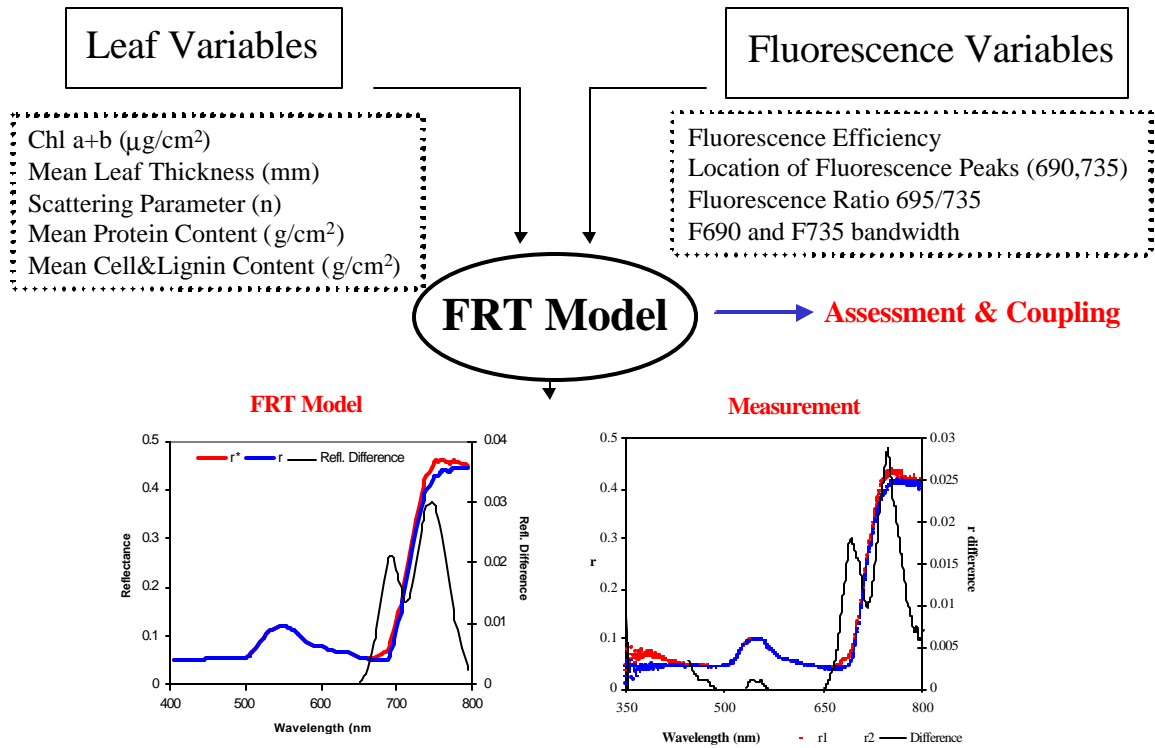 Leaf Variables
Fluorescence Variables
Chl a+b (μg/cm²)
Mean Leaf Thickness (mm)
Scattering Parameter (n)
Mean Protein Content (g/cm²)
Mean Cell&Lignin Content (g/cm²)
Fluorescence Efficiency
Location of Fluorescence Peaks (690,735)
Fluorescence Ratio 695/735
F690 and F735 bandwidth
FRT Model
Assessment & Coupling
FRT Model
r* r Refl. Difference
0.5
0.4
0.3
0.2
0.1
0
Reflectance
0.04
0.03
0.02
0.01
0
Refl. Difference
400 500 600 700 800
Wavelength (nm
Measurement
0.5
0.4
0.3
0.2
0.1
0
r
0.03
0.025
0.02
0.015
0.01
0.005
0
r difference
350 450 550 650 800
Wavelength (nm) r1 r2 Difference